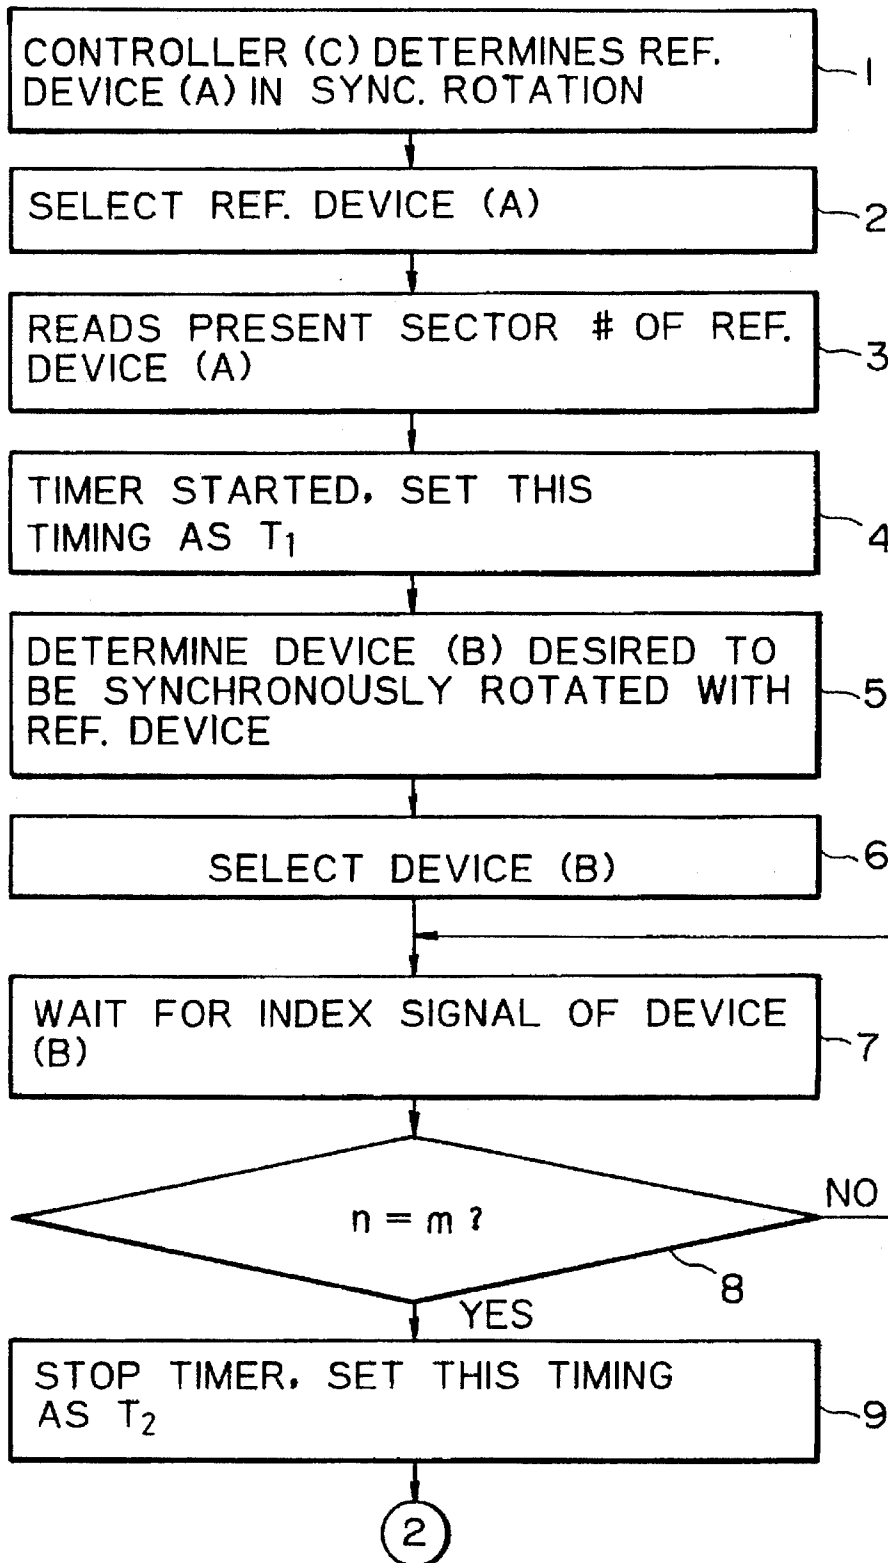 CONTROLLER (C) DETERMINES REF.
DEVICE (A) IN SYNC. ROTATION
1
SELECT REF. DEVICE (A)
2
READS PRESENT SECTOR # OF REF.
DEVICE (A)
3
TIMER STARTED, SET THIS
TIMING AS T₁
4
DETERMINE DEVICE (B) DESIRED TO
BE SYNCHRONOUSLY ROTATED WITH
REF. DEVICE
5
SELECT DEVICE (B)
6
WAIT FOR INDEX SIGNAL OF DEVICE
(B)
7
n = m ?
NO
8
YES
STOP TIMER, SET THIS TIMING
AS T₂
9
2